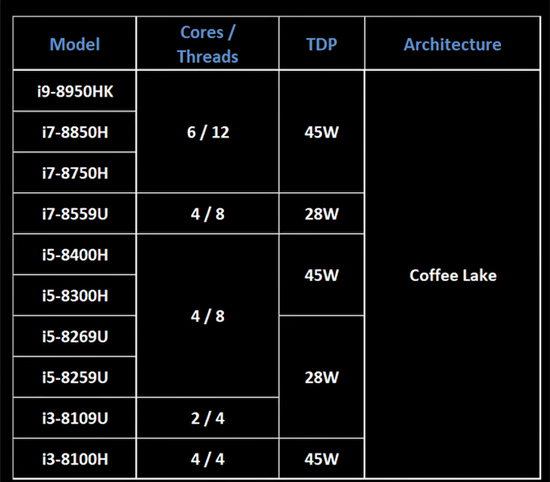 Model Cores / Threads TDP Architecture
i9-8950HK
i7-8850H 6 / 12 45W
i7-8750H
i7-8559U 4 / 8 28W
i5-8400H
45W Coffee Lake
i5-8300H
4 / 8
i5-8269U
i5-8259U 28W
i3-8109U 2 / 4
i3-8100H 4 / 4 45W